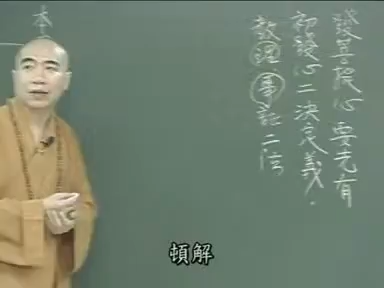 發菩提心要先有
初發心二決定義.
教理事証二法
本
頓解